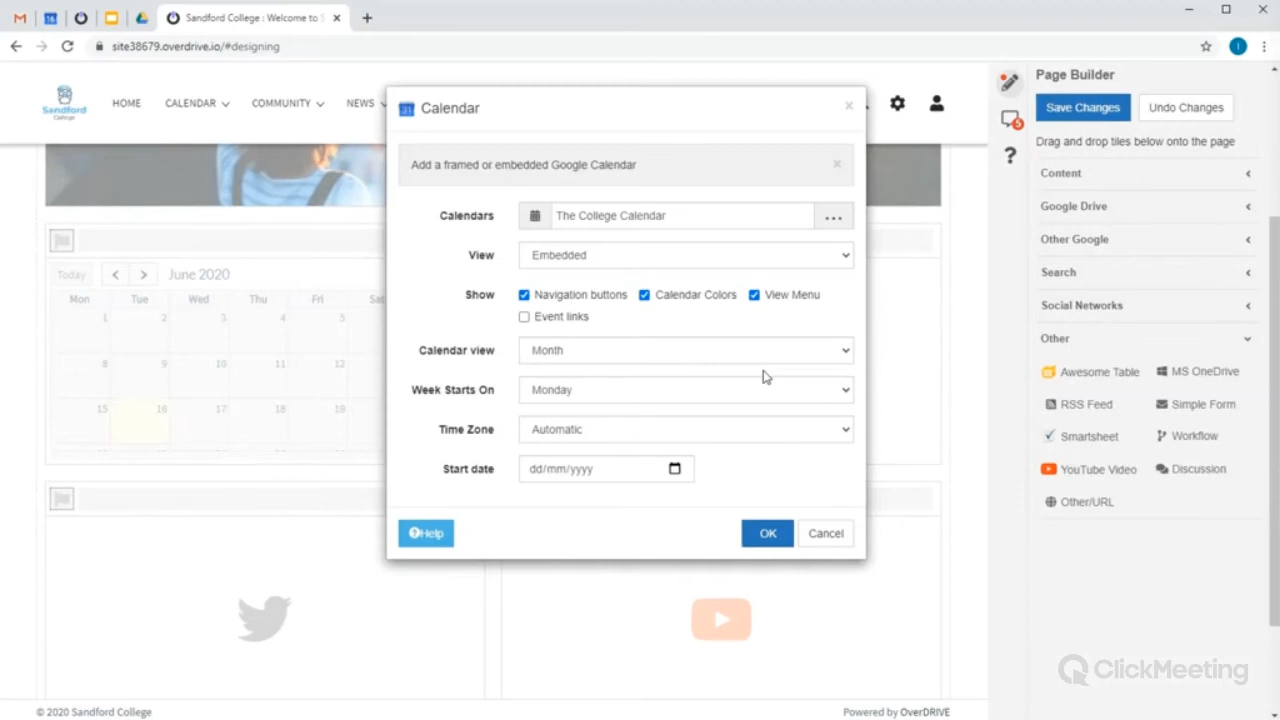 Sandford College : Welcome to S
site38679.overdrive.io/#designing
Sandford
College
HOME
CALENDAR
COMMUNITY
NEWS
Today
June 2020
Mon Tue Wed Thu Fri Sat
1 2 3 4 5
8 9 10 11 12
15 16 17 18 19
Calendar
Add a framed or embedded Google Calendar
Calendars The College Calendar ...
View Embedded
Show Navigation buttons Calendar Colors View Menu
Event links
Calendar view Month
Week Starts On Monday
Time Zone Automatic
Start date dd/mm/yyyy
Help OK Cancel
Page Builder
Save Changes Undo Changes
Drag and drop tiles below onto the page
Content
Google Drive
Other Google
Search
Social Networks
Other
Awesome Table MS OneDrive
RSS Feed Simple Form
Smartsheet Workflow
YouTube Video Discussion
Other/URL
ClickMeeting
© 2020 Sandford College
Powered by OverDRIVE